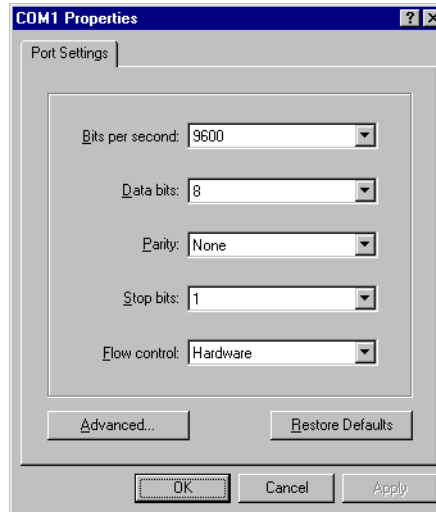 COM1 Properties
Port Settings
Bits per second: 9600
Data bits: 8
Parity: None
Stop bits: 1
Flow control: Hardware
Advanced... Restore Defaults
OK Cancel Apply